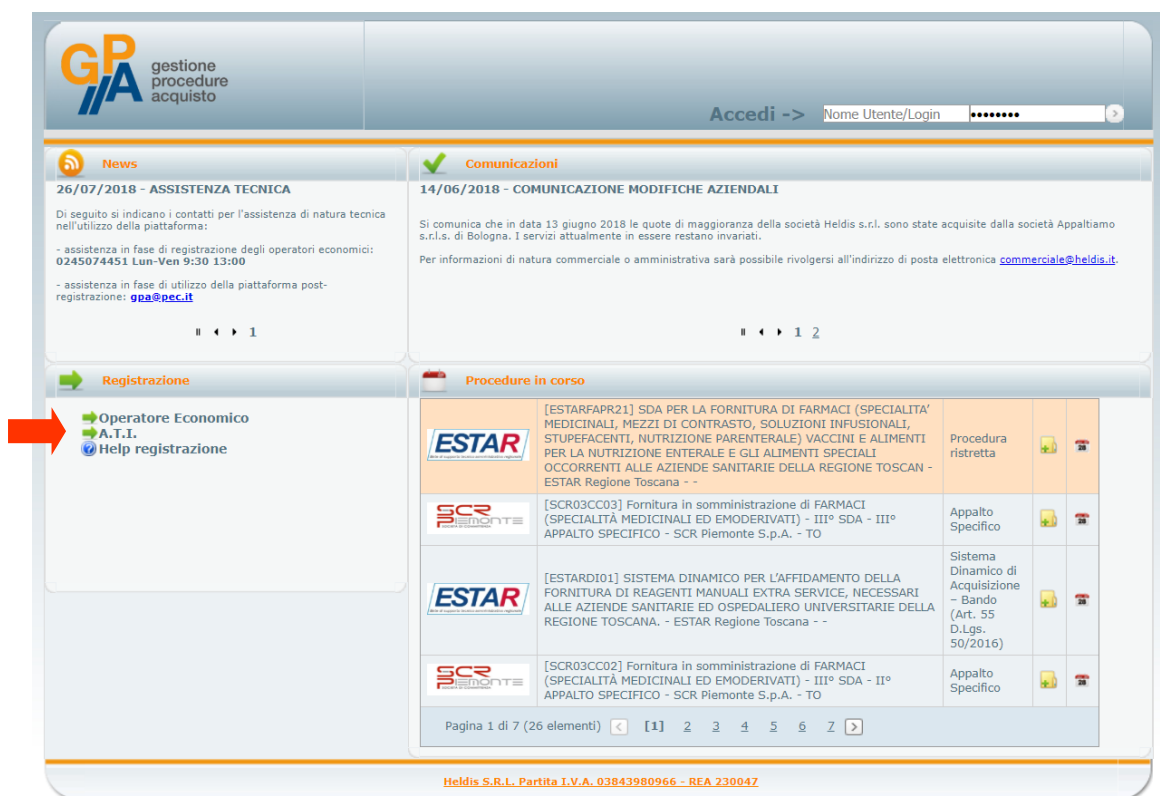 GPA
gestione
procedure
acquisto
Accedi -> Nome Utente/Login ••••••••
News
26/07/2018 - ASSISTENZA TECNICA
Di seguito si indicano i contatti per l'assistenza di natura tecnica
nell'utilizzo della piattaforma:
- assistenza in fase di registrazione degli operatori economici:
0245074451 Lun-Ven 9:30 13:00
- assistenza in fase di utilizzo della piattaforma post-
registrazione: gpa@pec.it
1
Comunicazioni
14/06/2018 - COMUNICAZIONE MODIFICHE AZIENDALI
Si comunica che in data 13 giugno 2018 le quote di maggioranza della società Heldis s.r.l. sono state acquisite dalla società Appaltiamo
s.r.l.s. di Bologna. I servizi attualmente in essere restano invariati.
Per informazioni di natura commerciale o amministrativa sarà possibile rivolgersi all'indirizzo di posta elettronica commerciale@heldis.it.
1 2
Registrazione
Operatore Economico
A.T.I.
Help registrazione
Procedure in corso
ESTAR
[ESTARFAPR21] SDA PER LA FORNITURA DI FARMACI (SPECIALITA'
MEDICINALI, MEZZI DI CONTRASTO, SOLUZIONI INFUSIONALI,
STUPEFACENTI, NUTRIZIONE PARENTERALE) VACCINI E ALIMENTI
PER LA NUTRIZIONE ENTERALE E GLI ALIMENTI SPECIALI
OCCORRENTI ALLE AZIENDE SANITARIE DELLA REGIONE TOSCAN -
ESTAR Regione Toscana - -
Procedura
ristretta
SCR
PIEMONTE
[SCR03CC03] Fornitura in somministrazione di FARMACI
(SPECIALITÀ MEDICINALI ED EMODERIVATI) - IIIº SDA - IIIº
APPALTO SPECIFICO - SCR Piemonte S.p.A. - TO
Appalto
Specifico
ESTAR
[ESTARDI01] SISTEMA DINAMICO PER L'AFFIDAMENTO DELLA
FORNITURA DI REAGENTI MANUALI EXTRA SERVICE, NECESSARI
ALLE AZIENDE SANITARIE ED OSPEDALIERO UNIVERSITARIE DELLA
REGIONE TOSCANA. - ESTAR Regione Toscana - -
Sistema
Dinamico di
Acquisizione
– Bando
(Art. 55
D.Lgs.
50/2016)
SCR
PIEMONTE
[SCR03CC02] Fornitura in somministrazione di FARMACI
(SPECIALITÀ MEDICINALI ED EMODERIVATI) - IIIº SDA - IIº
APPALTO SPECIFICO - SCR Piemonte S.p.A. - TO
Appalto
Specifico
Pagina 1 di 7 (26 elementi) [1] 2 3 4 5 6 7
Heldis S.R.L. Partita I.V.A. 03843980966 - REA 230047